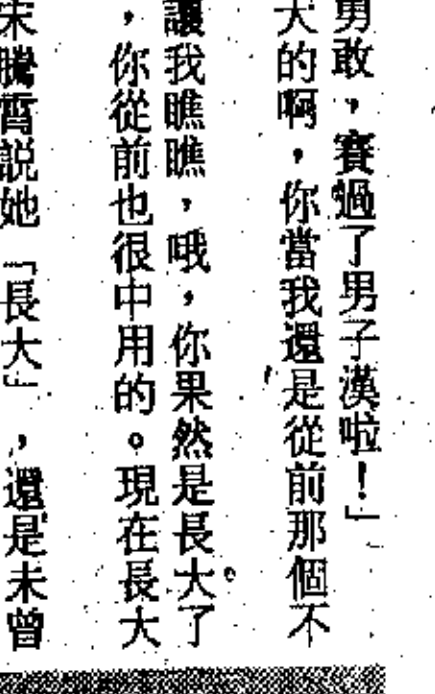 勇敢，賽過了男子漢啦！」
大的啊，你當我還是從前那個不
讓我瞧瞧，哦，你果然是長大了
，你從前也很中用的。現在長大
宋騰霄說她「長大」，還是未曾